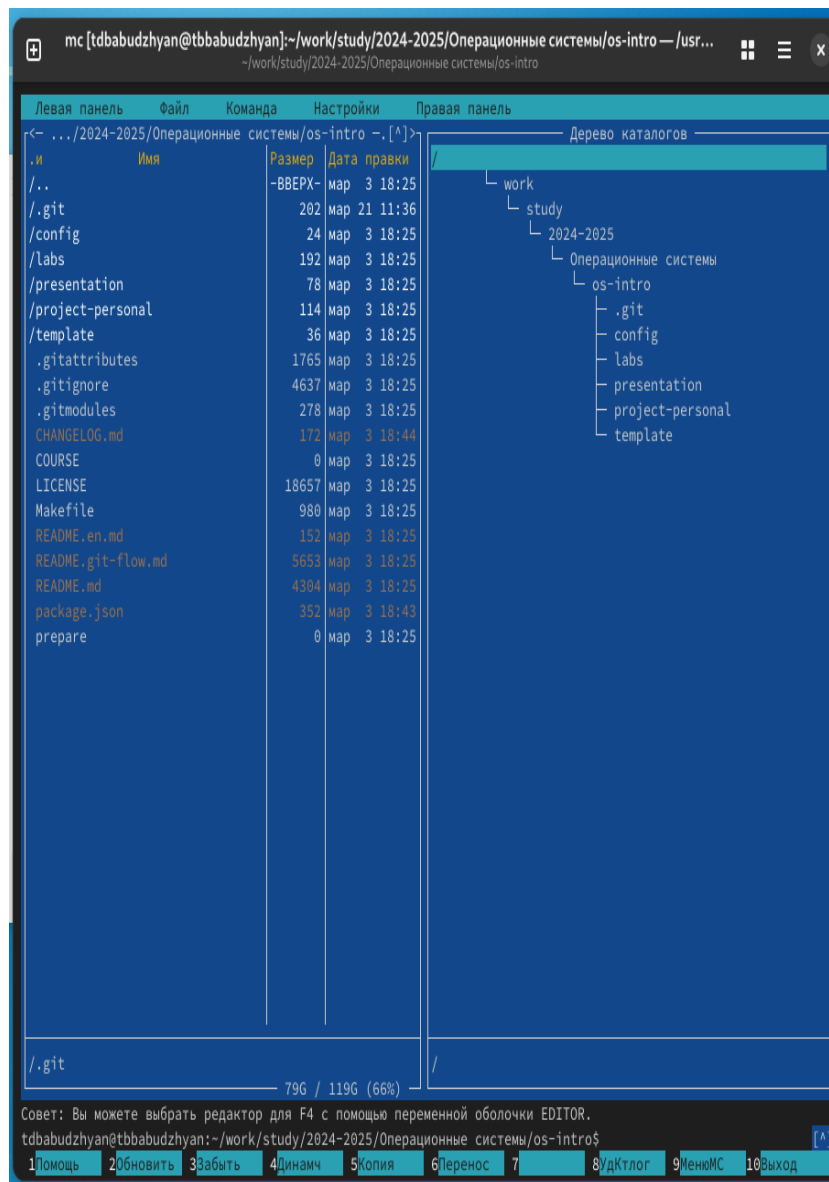 mc [tdbabudzhyan@tbbabudzhyan]:~/work/study/2024-2025/Операционные системы/os-intro — /usr...
~/work/study/2024-2025/Операционные системы/os-intro
Левая панель Файл Команда Настройки Правая панель
<— .../2024-2025/Операционные системы/os-intro —.[^]> Дерево каталогов
.и Имя Размер Дата правки /
/.. -ВВЕРХ- мар 3 18:25 work
/.git 202 мар 21 11:36 study
/config 24 мар 3 18:25 2024-2025
/labs 192 мар 3 18:25 Операционные системы
/presentation 78 мар 3 18:25 os-intro
/project-personal 114 мар 3 18:25 .git
/template 36 мар 3 18:25 config
.gitattributes 1765 мар 3 18:25 labs
.gitignore 4637 мар 3 18:25 presentation
.gitmodules 278 мар 3 18:25 project-personal
CHANGELOG.md 172 мар 3 18:44 template
COURSE 0 мар 3 18:25
LICENSE 18657 мар 3 18:25
Makefile 980 мар 3 18:25
README.en.md 152 мар 3 18:25
README.git-flow.md 5653 мар 3 18:25
README.md 4304 мар 3 18:25
package.json 352 мар 3 18:43
prepare 0 мар 3 18:25
/.git /
79G / 119G (66%)
Совет: Вы можете выбрать редактор для F4 с помощью переменной оболочки EDITOR.
tdbabudzhyan@tbbabudzhyan:~/work/study/2024-2025/Операционные системы/os-intro$ [^]
1Помощь 2Обновить 3Забыть 4Динамч 5Копия 6Перенос 7 8УдКтлог 9МенюМС 10Выход